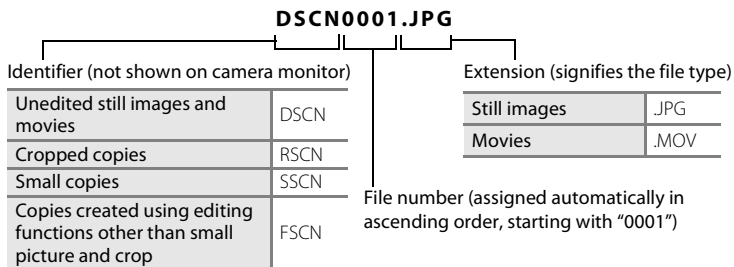 DSCN0001.JPG
Identifier (not shown on camera monitor)
Unedited still images and
movies
DSCN
Cropped copies
RSCN
Small copies
SSCN
Copies created using editing
functions other than small
picture and crop
FSCN
Extension (signifies the file type)
Still images
.JPG
Movies
.MOV
File number (assigned automatically in
ascending order, starting with “0001”)